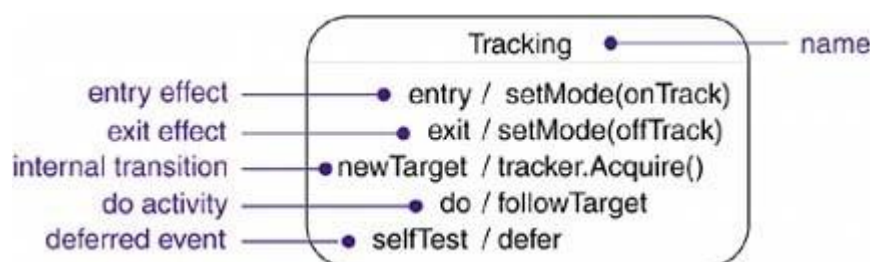 Tracking name
entry effect entry / setMode(onTrack)
exit effect exit / setMode(offTrack)
internal transition newTarget / tracker.Acquire()
do activity do / followTarget
deferred event selfTest / defer